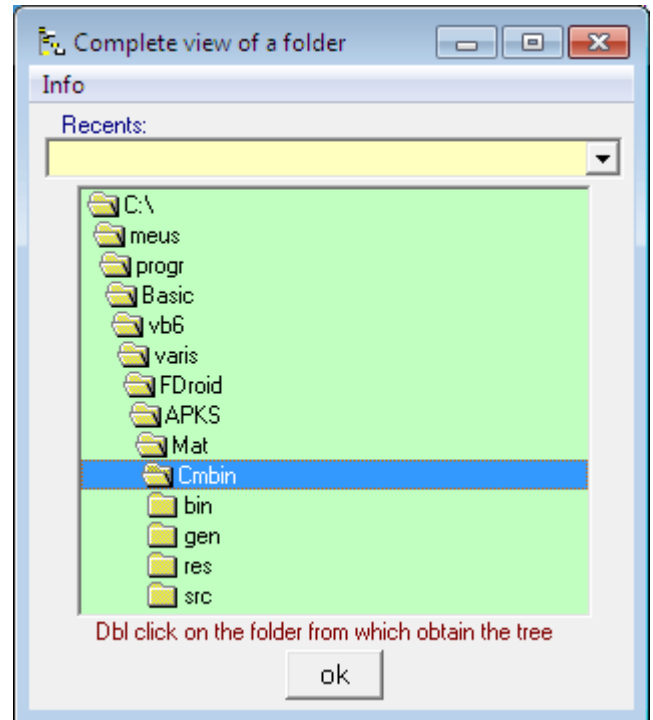 Complete view of a folder
Info
Recents:
C:\
meus
progr
Basic
vb6
varis
FDroid
APKS
Mat
Cmbin
bin
gen
res
src
Dbl click on the folder from which obtain the tree
ok